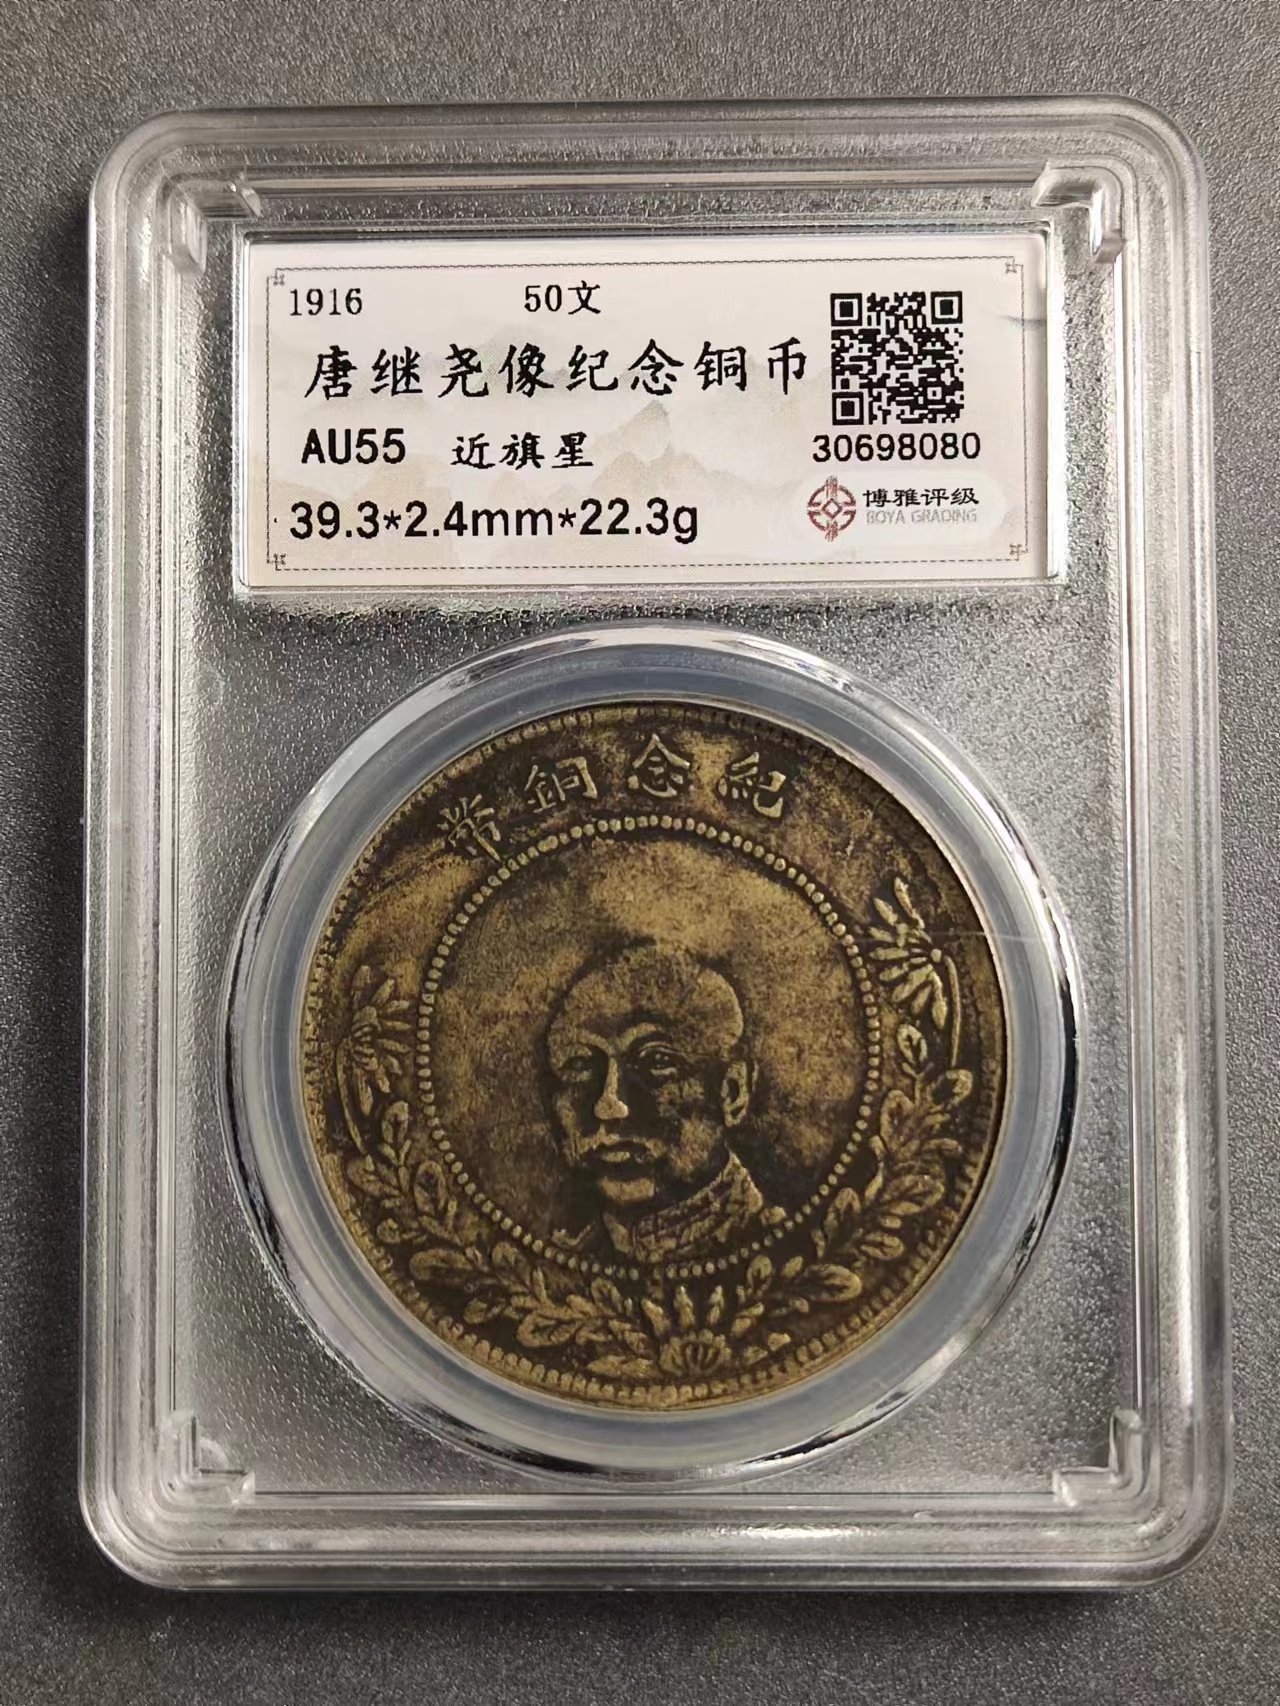 1916 50文
唐继尧像纪念铜币
AU55 近旗星
30698080
39.3*2.4mm*22.3g
博雅评级
BOYA GRADING
幣銅念紀